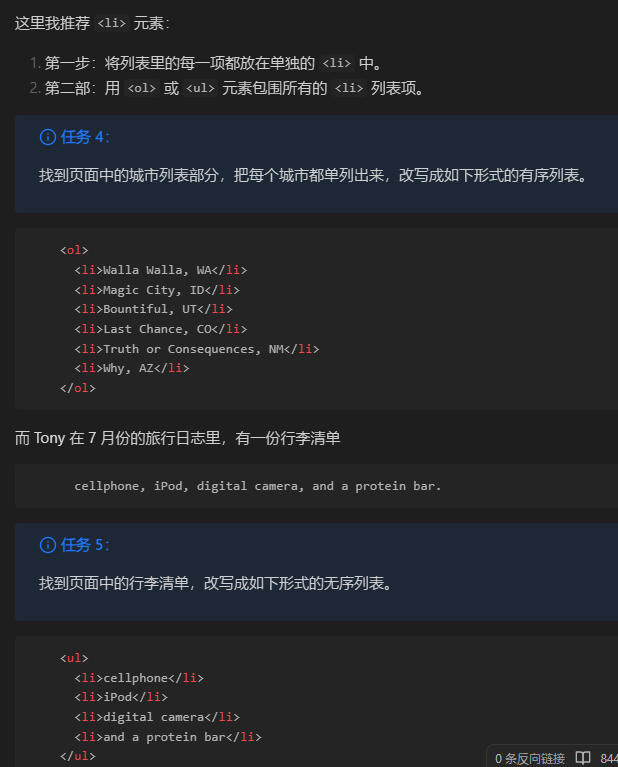 这里我推荐 <li> 元素：
1. 第一步：将列表里的每一项都放在单独的 <li> 中。
2. 第二部：用 <ol> 或 <ul> 元素包围所有的 <li> 列表项。
任务 4：
找到页面中的城市列表部分，把每个城市都单列出来，改写成如下形式的有序列表。
<ol>
<li>Walla Walla, WA</li>
<li>Magic City, ID</li>
<li>Bountiful, UT</li>
<li>Last Chance, CO</li>
<li>Truth or Consequences, NM</li>
<li>Why, AZ</li>
</ol>
而 Tony 在 7 月份的旅行日志里，有一份行李清单
cellphone, iPod, digital camera, and a protein bar.
任务 5：
找到页面中的行李清单，改写成如下形式的无序列表。
<ul>
<li>cellphone</li>
<li>iPod</li>
<li>digital camera</li>
<li>and a protein bar</li>
</ul>
0 条反向链接 844